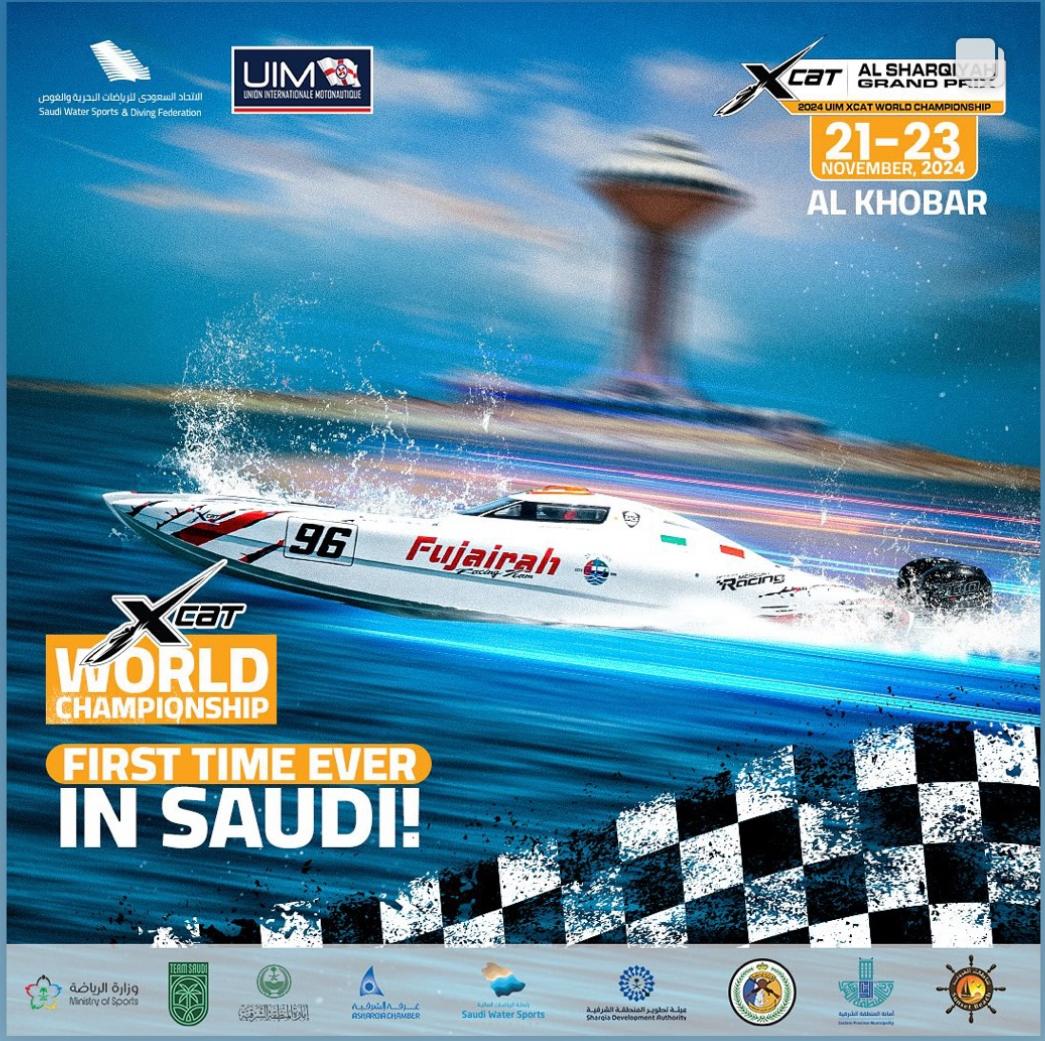 الاتحاد السعودي للرياضات البحرية والغوص
Saudi Water Sports & Diving Federation
UIM
UNION INTERNATIONALE MOTONAUTIQUE
XCAT
AL SHARQIYAH
GRAND PRIX
2024 UIM XCAT WORLD CHAMPIONSHIP
21-23
NOVEMBER, 2024
AL KHOBAR
96
Fujairah
Racing Team
Racing
XCAT
WORLD
CHAMPIONSHIP
FIRST TIME EVER
IN SAUDI!
وزارة الرياضة
Ministry of Sports
TEAM SAUDI
إمارة المنطقة الشرقية
غرفة الشرقية
ASHARQIA CHAMBER
Saudi Water Sports
هيئة تطوير المنطقة الشرقية
Sharqia Development Authority
أمانة المنطقة الشرقية
Eastern Province Municipality